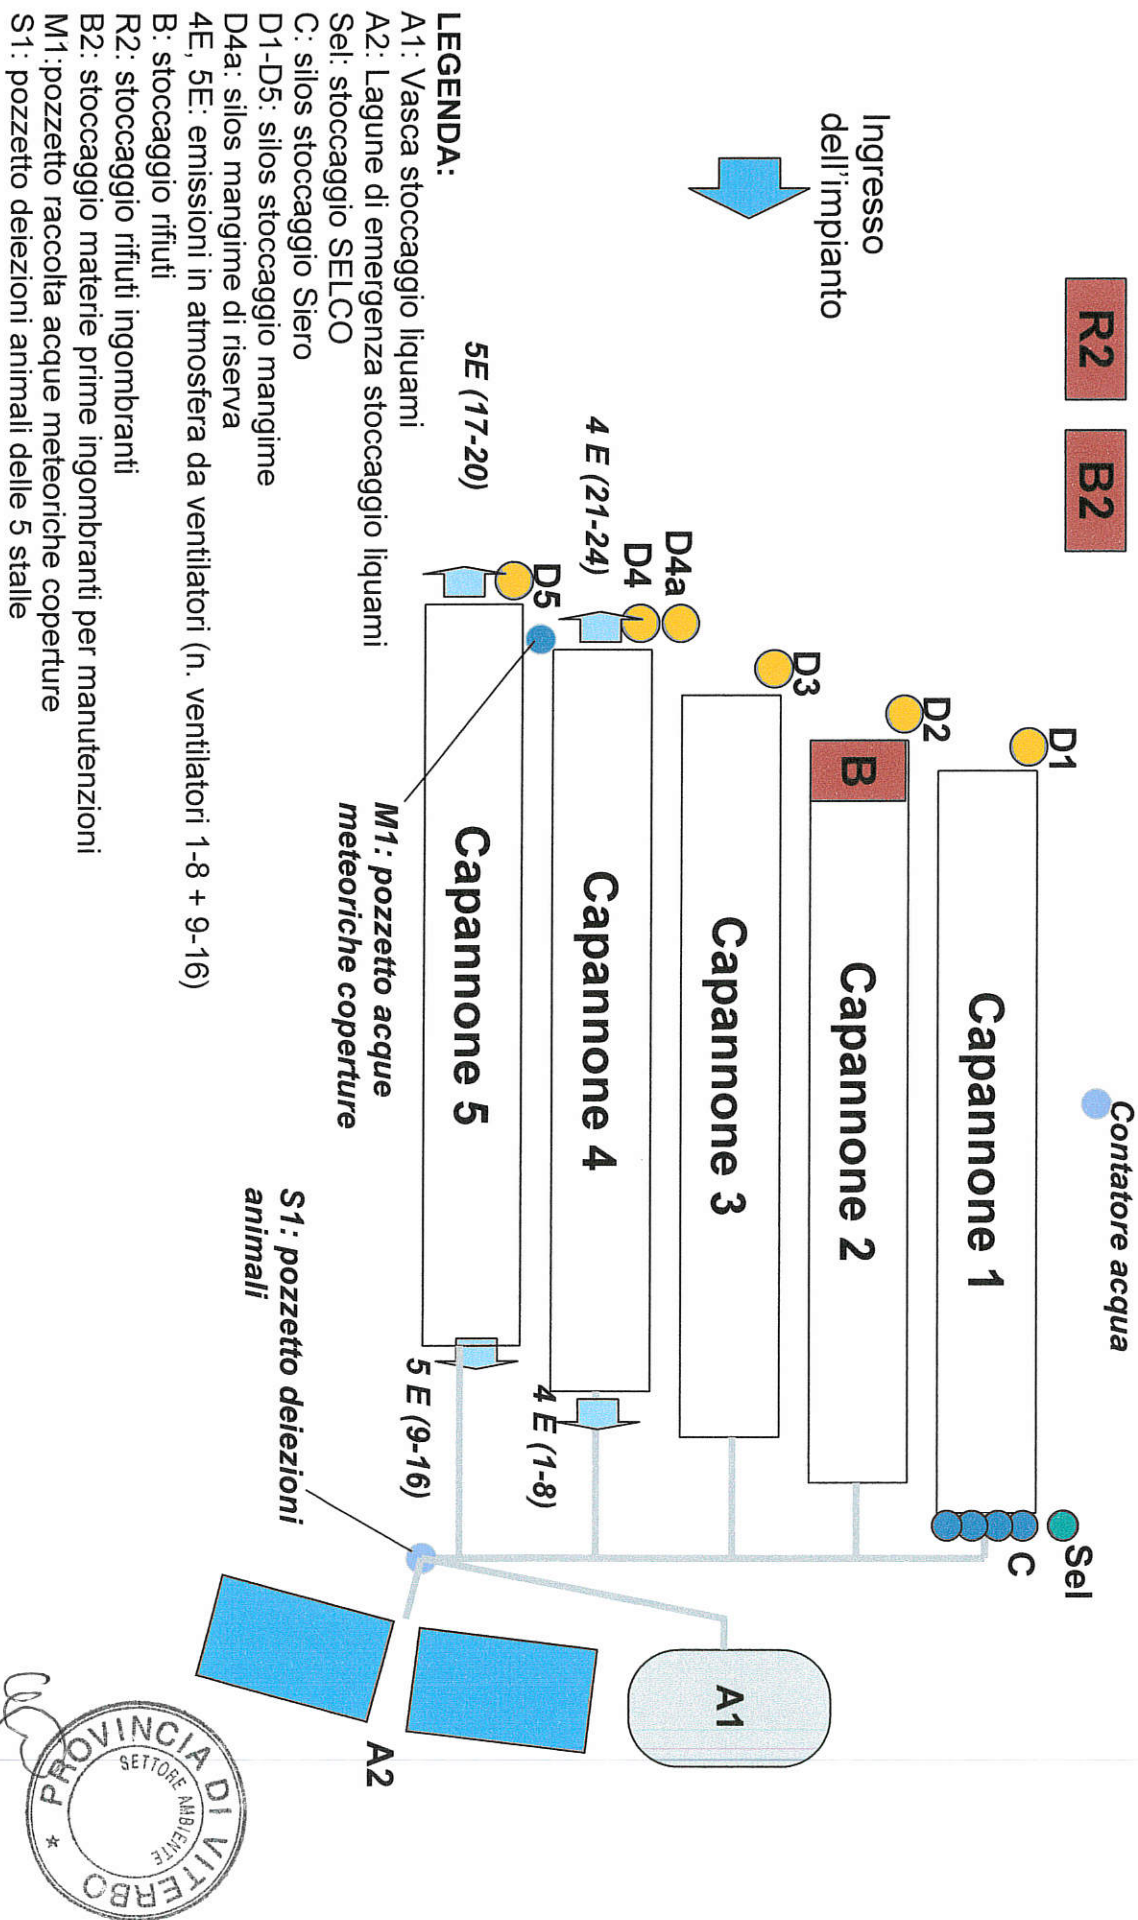 Ingresso
dell'impianto
R2
B2
Contatore acqua
D1
Capannone 1
Sel
C
D2
B
Capannone 2
D3
Capannone 3
D4a
D4
4 E (21-24)
Capannone 4
4 E (1-8)
D5
5E (17-20)
Capannone 5
5 E (9-16)
M1: pozzetto acque
meteoriche coperture
S1: pozzetto deiezioni
animali
A1
A2
LEGENDA:
A1: Vasca stoccaggio liquami
A2: Lagune di emergenza stoccaggio liquami
Sel: stoccaggio SELCO
C: silos stoccaggio Siero
D1-D5: silos stoccaggio mangime
D4a: silos mangime di riserva
4E, 5E: emissioni in atmosfera da ventilatori (n. ventilatori 1-8 + 9-16)
B: stoccaggio rifiuti
R2: stoccaggio rifiuti ingombranti
B2: stoccaggio materie prime ingombranti per manutenzioni
M1:pozzetto raccolta acque meteoriche coperture
S1: pozzetto deiezioni animali delle 5 stalle
PROVINCIA DI VITERBO *
SETTORE AMBIENTE